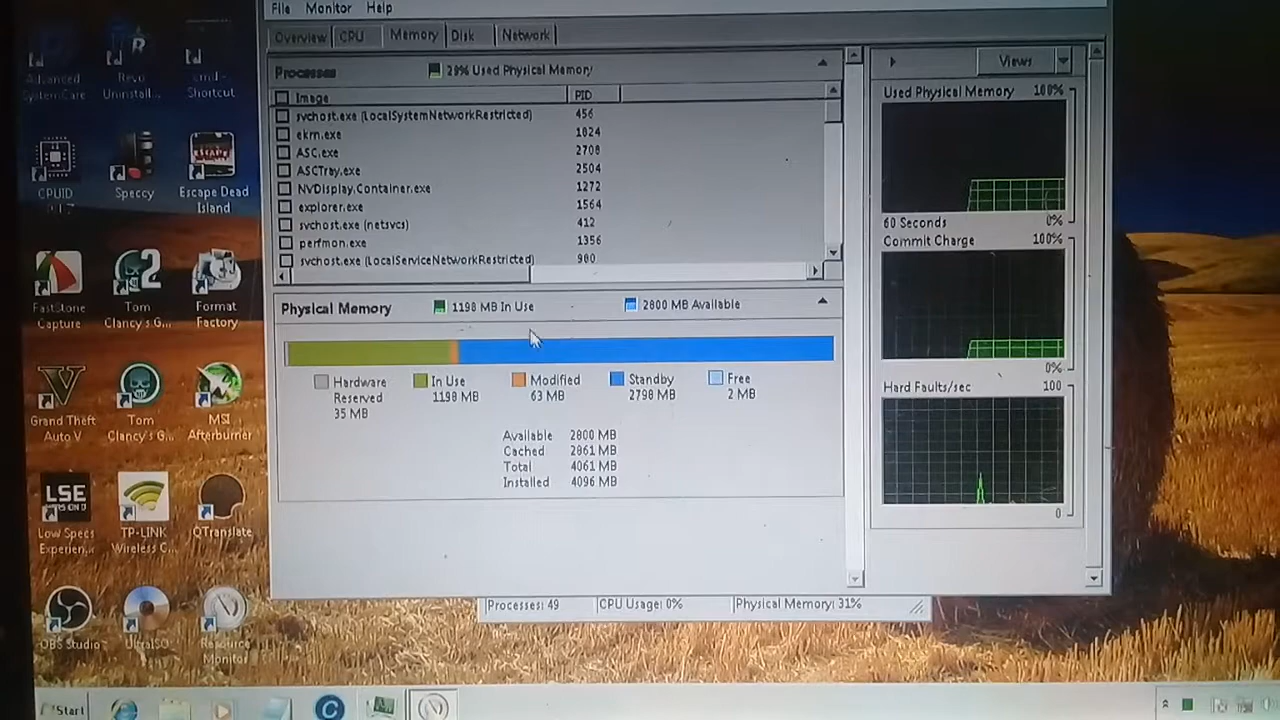 File Monitor Help
Overview CPU Memory Disk Network
Processes 29% Used Physical Memory
Image PID
svchost.exe (LocalSystemNetworkRestricted) 456
ekrn.exe 1024
ASC.exe 2708
ASCTray.exe 2504
NVDisplay.Container.exe 1272
explorer.exe 1564
svchost.exe (netsvcs) 412
perfmon.exe 1356
svchost.exe (LocalServiceNetworkRestricted) 980
Physical Memory 1198 MB In Use 2800 MB Available
Hardware Reserved 35 MB
In Use 1198 MB
Modified 63 MB
Standby 2798 MB
Free 2 MB
Available 2800 MB
Cached 2861 MB
Total 4061 MB
Installed 4096 MB
Views
Used Physical Memory 100%
60 Seconds 0%
Commit Charge 100%
0%
Hard Faults/sec 100
0
Processes: 49 CPU Usage: 0% Physical Memory: 31%
Advanced SystemCare
Revo Uninstall...
cmd - Shortcut
CPUID
Speccy
Escape Dead Island
FastStone Capture
Tom Clancy's G...
Format Factory
Grand Theft Auto V
Tom Clancy's G...
MSI Afterburner
LSE
Low Specs Experien...
TP-LINK Wireless C...
QTranslate
OBS Studio
UltraISO
Resource Monitor
Start